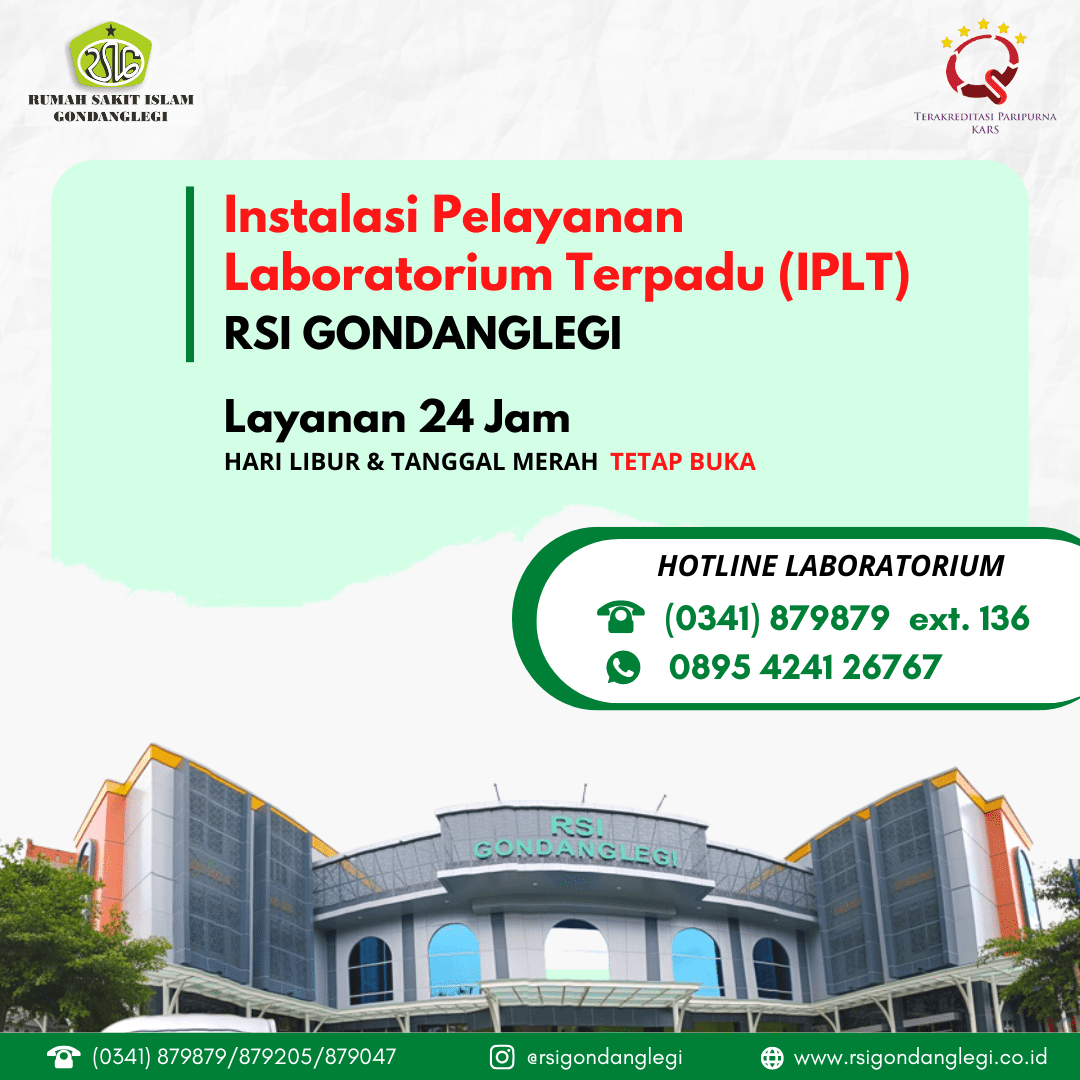 RSIG
RUMAH SAKIT ISLAM
GONDANGLEGI
TERAKREDITASI PARIPURNA
KARS
Instalasi Pelayanan
Laboratorium Terpadu (IPLT)
RSI GONDANGLEGI
Layanan 24 Jam
HARI LIBUR & TANGGAL MERAH TETAP BUKA
HOTLINE LABORATORIUM
(0341) 879879 ext. 136
0895 4241 26767
RSI
GONDANGLEGI
(0341) 879879/879205/879047
@rsigondanglegi
www.rsigondanglegi.co.id